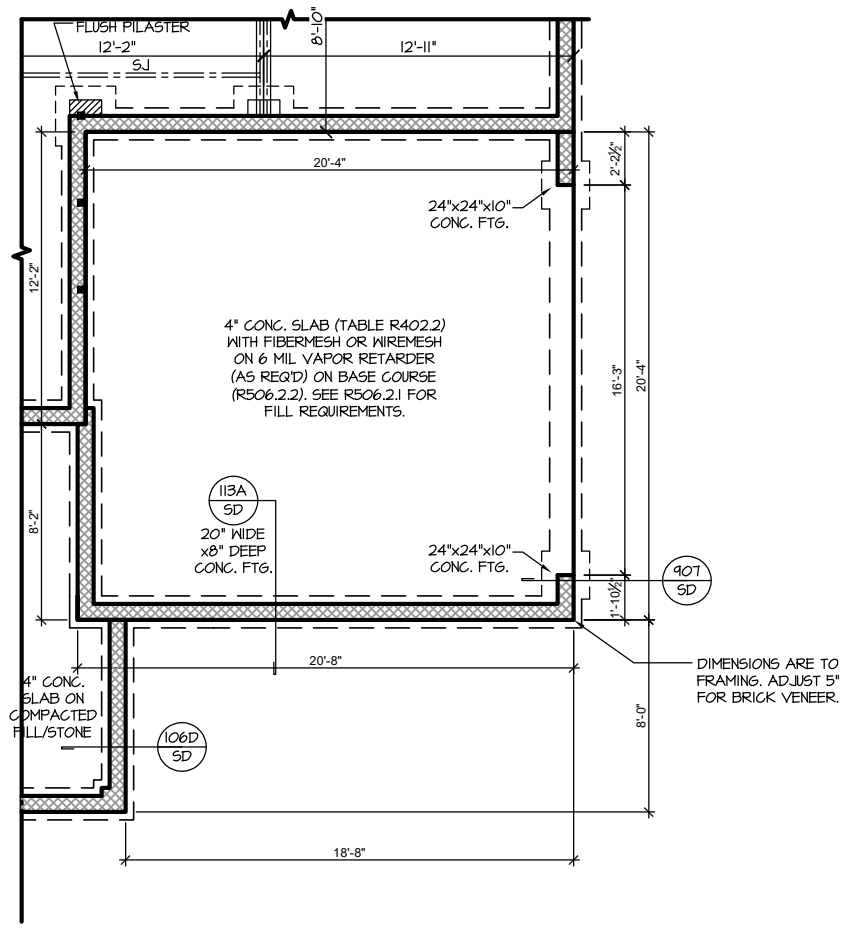 FLUSH PILASTER
12'-2"
8'-10"
12'-11"
SJ
20'-4"
2'-2½"
24"x24"x10"
CONC. FTG.
12'-2"
4" CONC. SLAB (TABLE R402.2)
WITH FIBERMESH OR WIREMESH
ON 6 MIL VAPOR RETARDER
(AS REQ'D) ON BASE COURSE
(R506.2.2). SEE R506.2.1 FOR
FILL REQUIREMENTS.
16'-3"
20'-4"
113A
SD
20" WIDE
x8" DEEP
CONC. FTG.
8'-2"
24"x24"x10"
CONC. FTG.
907
SD
1'-10½"
20'-8"
DIMENSIONS ARE TO
FRAMING. ADJUST 5"
FOR BRICK VENEER.
4" CONC.
SLAB ON
COMPACTED
FILL/STONE
106D
SD
8'-0"
18'-8"